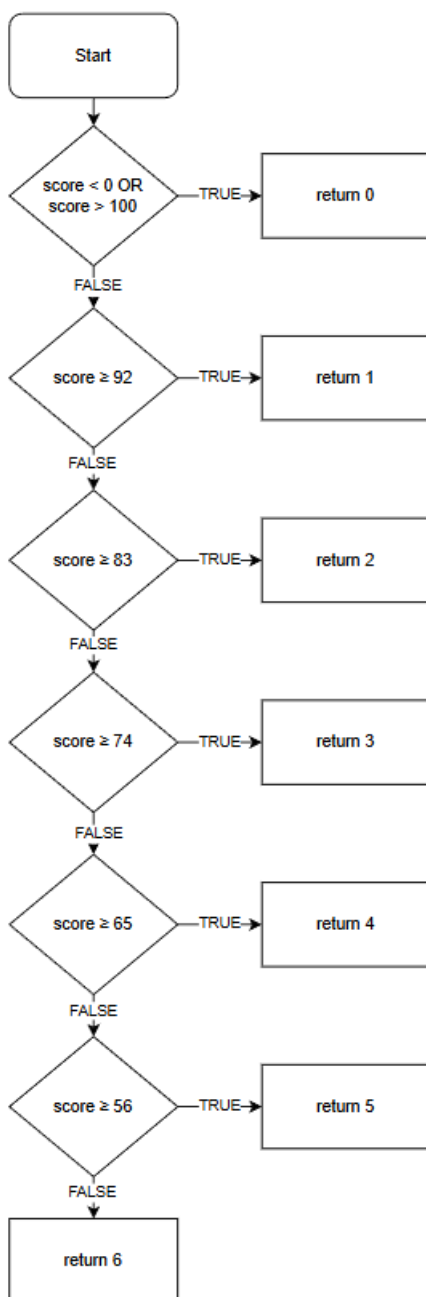 Start
score < 0 OR
score > 100
TRUE
return 0
FALSE
score ≥ 92
TRUE
return 1
FALSE
score ≥ 83
TRUE
return 2
FALSE
score ≥ 74
TRUE
return 3
FALSE
score ≥ 65
TRUE
return 4
FALSE
score ≥ 56
TRUE
return 5
FALSE
return 6